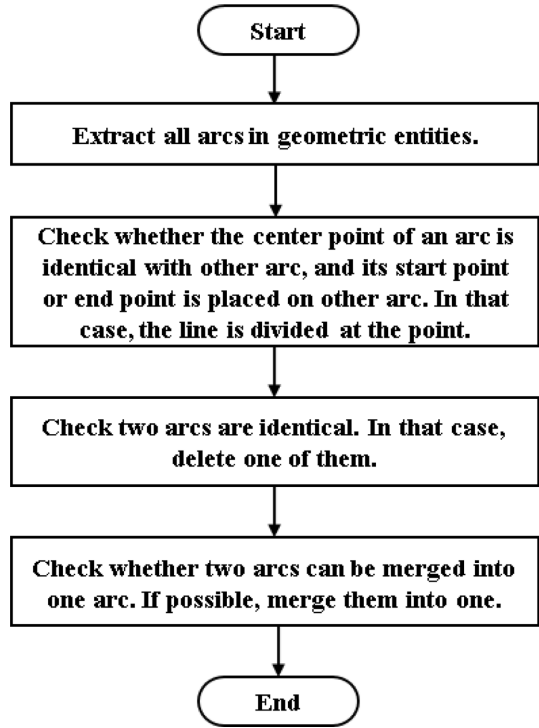 Start
Extract all arcs in geometric entities.
Check whether the center point of an arc is
identical with other arc, and its start point
or end point is placed on other arc. In that
case, the line is divided at the point.
Check two arcs are identical. In that case,
delete one of them.
Check whether two arcs can be merged into
one arc. If possible, merge them into one.
End